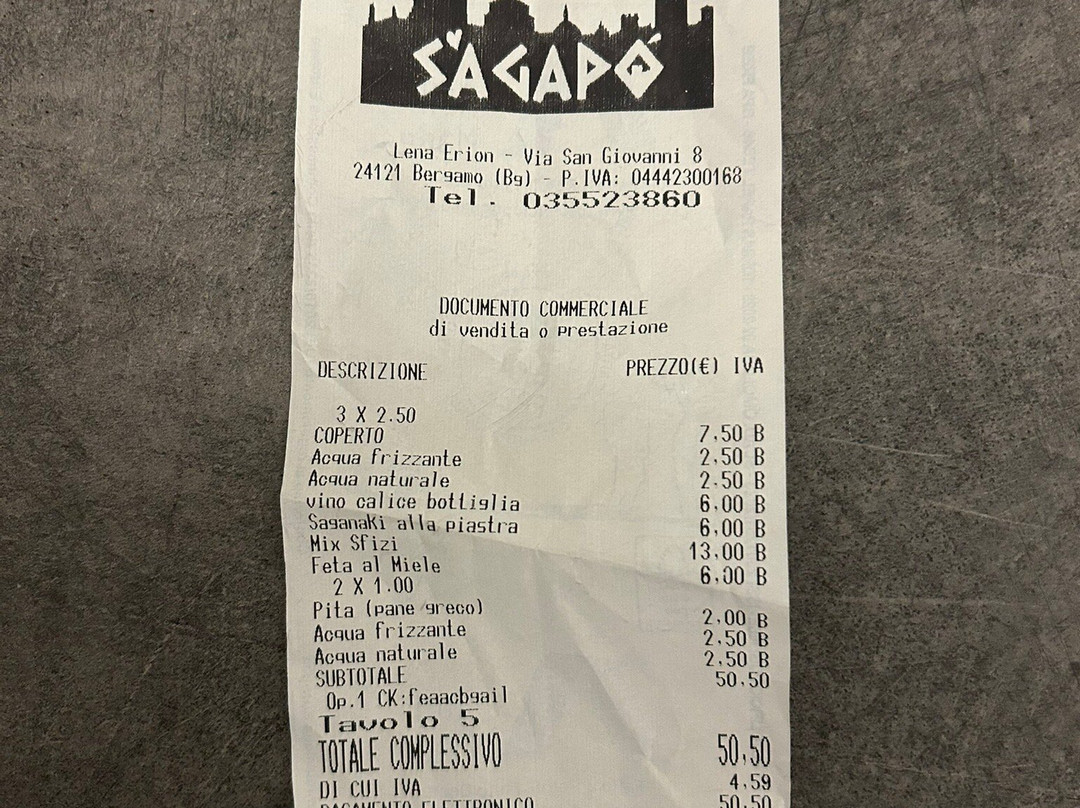 S'AGAPÓ
Lena Erion - Via San Giovanni 8
24121 Bergamo (Bg) - P.IVA: 04442300168
Tel. 035523860
DOCUMENTO COMMERCIALE
di vendita o prestazione
DESCRIZIONE PREZZO(€) IVA
3 X 2.50
COPERTO 7,50 B
Acqua frizzante 2,50 B
Acqua naturale 2,50 B
vino calice bottiglia 6,00 B
Saganaki alla piastra 6,00 B
Mix Sfizi 13,00 B
Feta al Miele 6,00 B
2 X 1.00
Pita (pane greco) 2,00 B
Acqua frizzante 2,50 B
Acqua naturale 2,50 B
SUBTOTALE 50,50
Op.1 CK:feaacbgail
Tavolo 5
TOTALE COMPLESSIVO 50,50
DI CUI IVA 4,59
PAGAMENTO ELETTRONICO 50,50